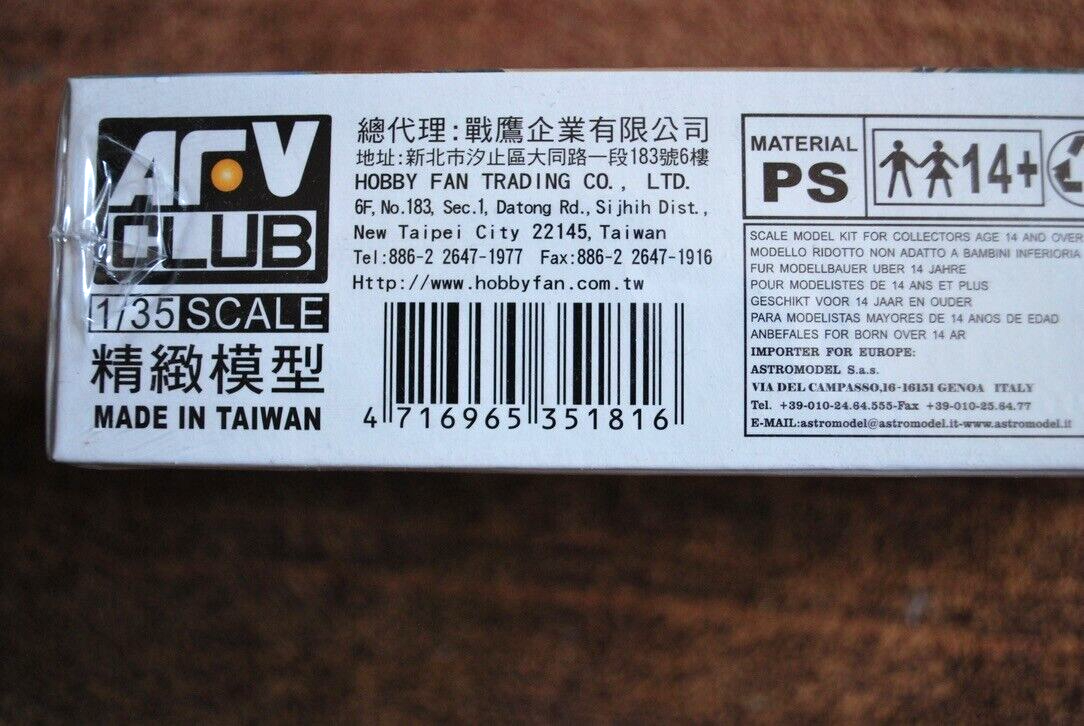 AFV
CLUB
1/35 SCALE
精緻模型
MADE IN TAIWAN
總代理:戰鷹企業有限公司
地址:新北市汐止區大同路一段183號6樓
HOBBY FAN TRADING CO., LTD.
6F, No.183, Sec.1, Datong Rd., Sijhih Dist.,
New Taipei City 22145, Taiwan
Tel:886-2 2647-1977 Fax:886-2 2647-1916
Http://www.hobbyfan.com.tw
4 716965 351816
MATERIAL
PS
14+
SCALE MODEL KIT FOR COLLECTORS AGE 14 AND OVER
MODELLO RIDOTTO NON ADATTO A BAMBINI INFERIORIA
FUR MODELLBAUER UBER 14 JAHRE
POUR MODELISTES DE 14 ANS ET PLUS
GESCHIKT VOOR 14 JAAR EN OUDER
PARA MODELISTAS MAYORES DE 14 ANOS DE EDAD
ANBEFALES FOR BORN OVER 14 AR
IMPORTER FOR EUROPE:
ASTROMODEL S.a.s.
VIA DEL CAMPASSO,16-16151 GENOA ITALY
Tel. +39-010-24.64.555-Fax +39-010-25.64.77
E-MAIL:astromodel@astromodel.it-www.astromodel.it